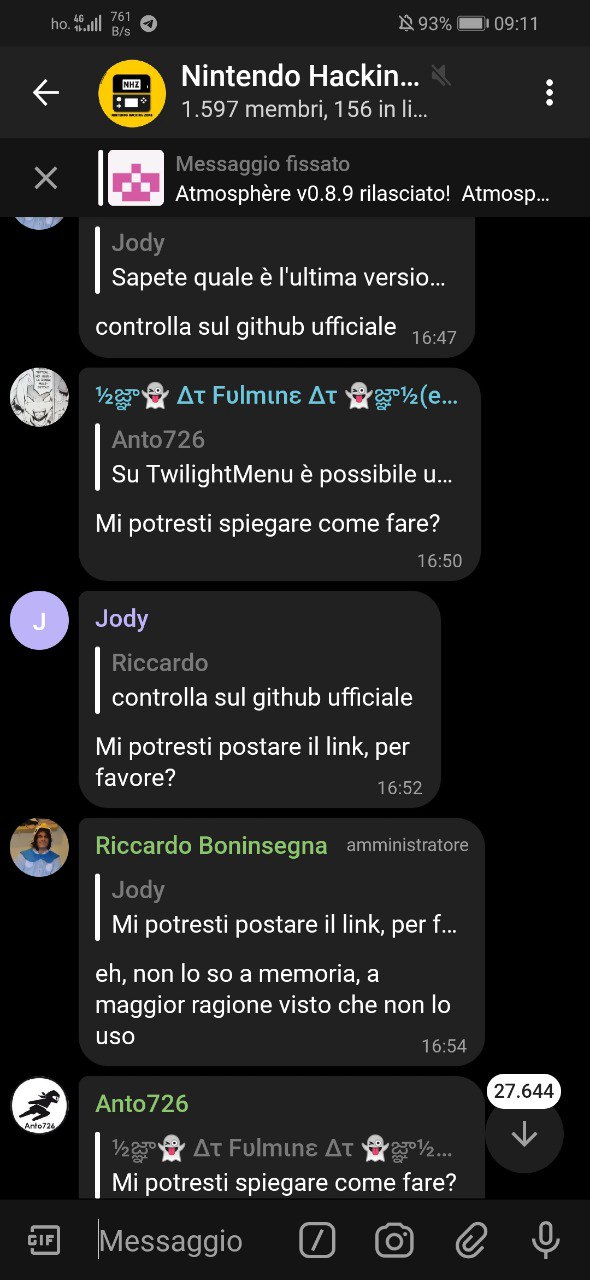 ho. 4G 761 B/s 93% 09:11
Nintendo Hackin...
1.597 membri, 156 in li...
NHZ
Messaggio fissato
Atmosphère v0.8.9 rilasciato! Atmosp...
Jody
Sapete quale è l'ultima versio...
controlla sul github ufficiale 16:47
½ஜ్ఞా👻 Δτ Fυlmιnε Δτ 👻జ్ఞా½(e...
Anto726
Su TwilightMenu è possibile u...
Mi potresti spiegare come fare?
16:50
J
Jody
Riccardo
controlla sul github ufficiale
Mi potresti postare il link, per
favore? 16:52
Riccardo Boninsegna amministratore
Jody
Mi potresti postare il link, per f...
eh, non lo so a memoria, a
maggior ragione visto che non lo
uso 16:54
Anto726
Anto726
27.644
½జ్ఞా👻 Δτ Fυlmιnε Δτ 👻జ్ఞా½...
Mi potresti spiegare come fare?
GIF Messaggio